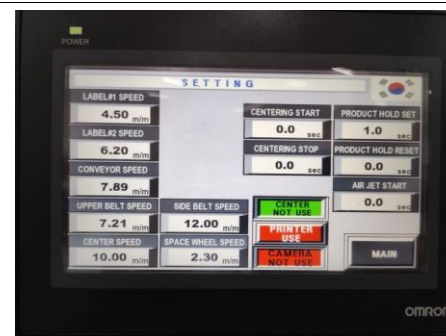 POWER
SETTING
LABEL#1 SPEED
4.50 m/m
LABEL#2 SPEED
6.20 m/m
CONVEYOR SPEED
7.89 m/m
UPPER BELT SPEED
7.21 m/m
CENTER SPEED
10.00 m/m
SIDE BELT SPEED
12.00 m/m
SPACE WHEEL SPEED
2.30 m/m
CENTERING START
0.0 sec
CENTERING STOP
0.0 sec
CENTER
NOT USE
PRINTER
USE
CAMERA
NOT USE
PRODUCT HOLD SET
1.0 sec
PRODUCT HOLD RESET
0.0 sec
AIR JET START
0.0 sec
MAIN
OMRON